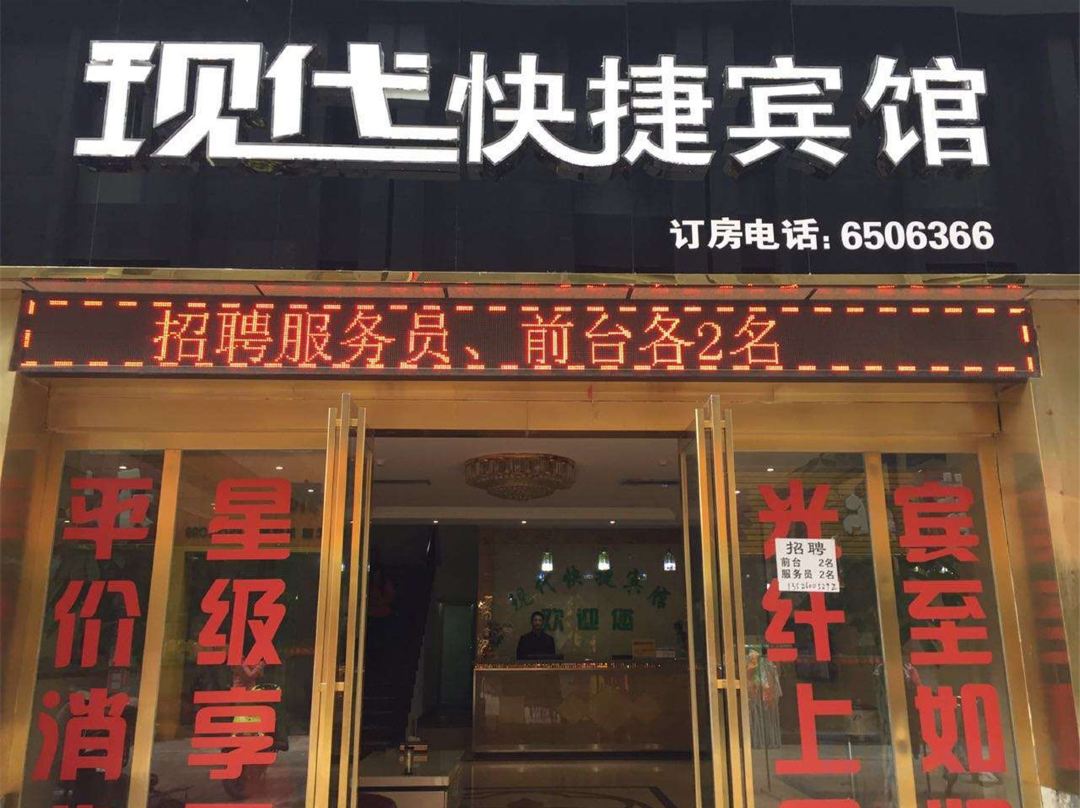 现代快捷宾馆
订房电话：6506366
招聘服务员、前台各2名
平价消
星级享
光纤上
宾至如
招聘
前台 2名
服务员 2名
现代快捷宾馆
欢迎您